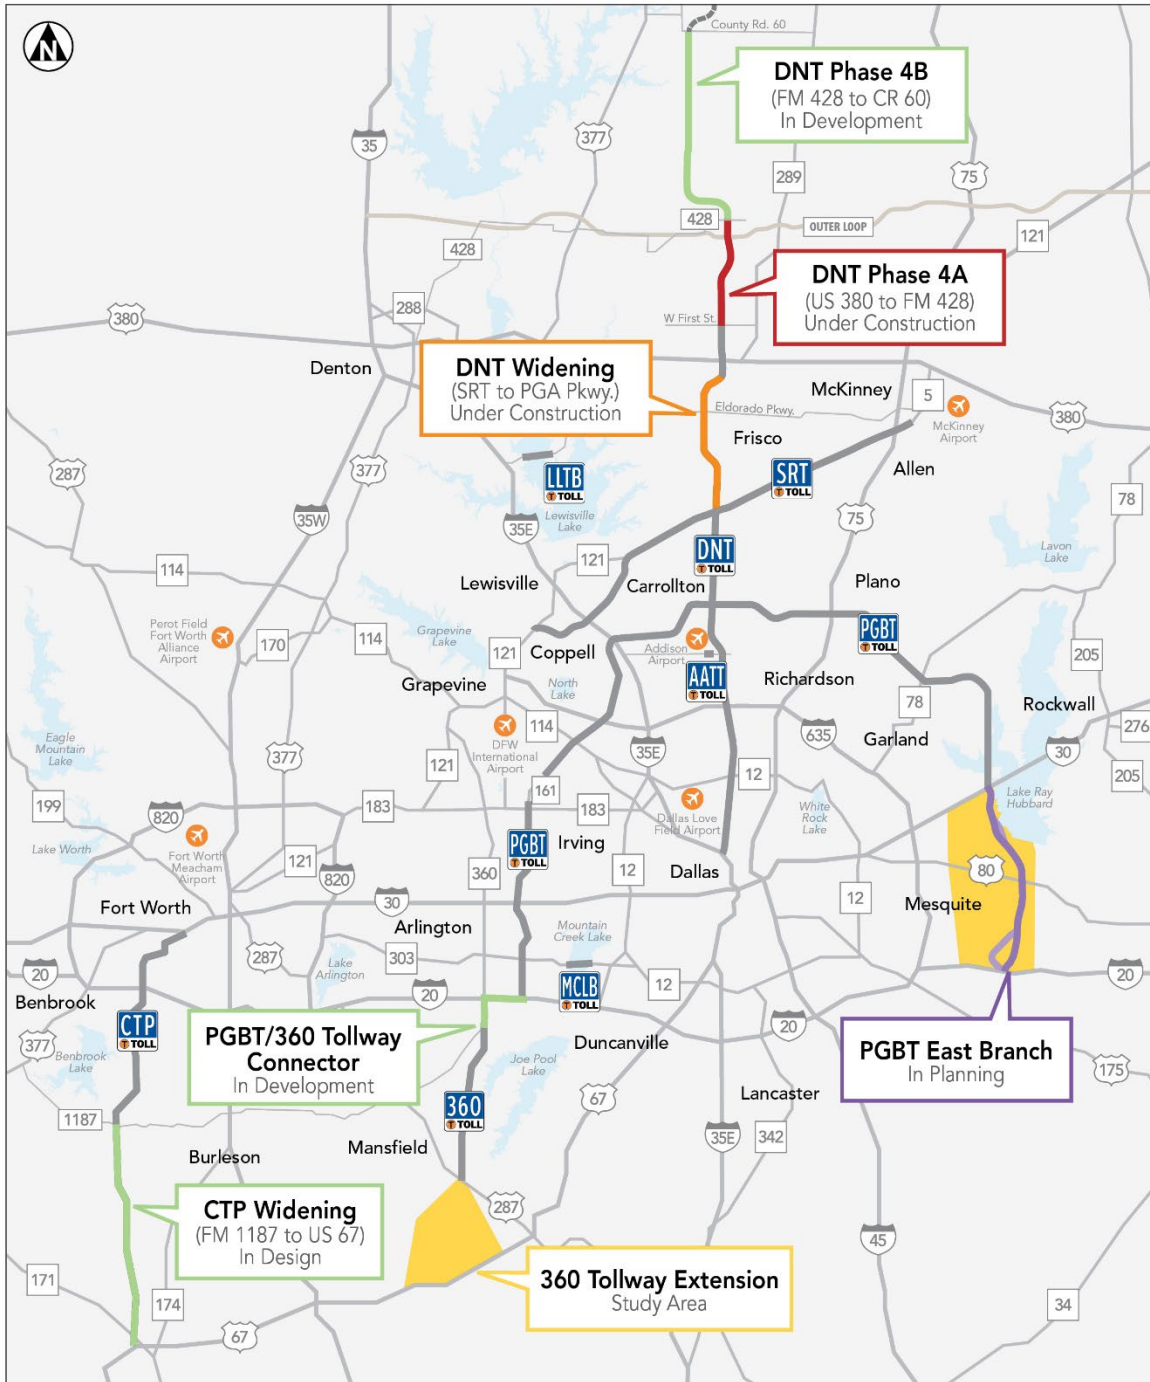 N
County Rd. 60
DNT Phase 4B
(FM 428 to CR 60)
In Development
377
35
289
75
428
OUTER LOOP
121
428
DNT Phase 4A
(US 380 to FM 428)
Under Construction
288
380
W First St.
Denton
DNT Widening
(SRT to PGA Pkwy.)
Under Construction
McKinney
5
McKinney
Airport
380
Eldorado Pkwy.
Frisco
Allen
287
377
LLTB
T TOLL
SRT
T TOLL
78
35W
Lewisville
Lake
35E
75
DNT
T TOLL
Lavon
Lake
114
121
Lewisville
Carrollton
Plano
Perot Field
Fort Worth
Alliance
Airport
170
114
Grapevine
Lake
121
Coppell
Addison
Airport
PGBT
T TOLL
205
AATT
T TOLL
Richardson
Grapevine
North
Lake
78
Rockwall
Eagle
Mountain
Lake
377
DFW
International
Airport
114
35E
635
Garland
30
276
121
161
12
205
199
820
183
183
Dallas Love
Field Airport
White
Rock
Lake
Lake Ray
Hubbard
Lake Worth
Fort Worth
Meacham
Airport
121
820
PGBT
T TOLL
Irving
360
12
Dallas
80
12
Mesquite
Fort Worth
30
Arlington
Mountain
Creek Lake
287
Lake
Arlington
303
20
Benbrook
20
MCLB
T TOLL
12
20
20
CTP
T TOLL
377
Benbrook
Lake
PGBT/360 Tollway
Connector
In Development
Joe Pool
Lake
Duncanville
PGBT East Branch
In Planning
175
67
Lancaster
1187
360
T TOLL
35E
342
Mansfield
Burleson
CTP Widening
(FM 1187 to US 67)
In Design
287
45
360 Tollway Extension
Study Area
171
174
34
67